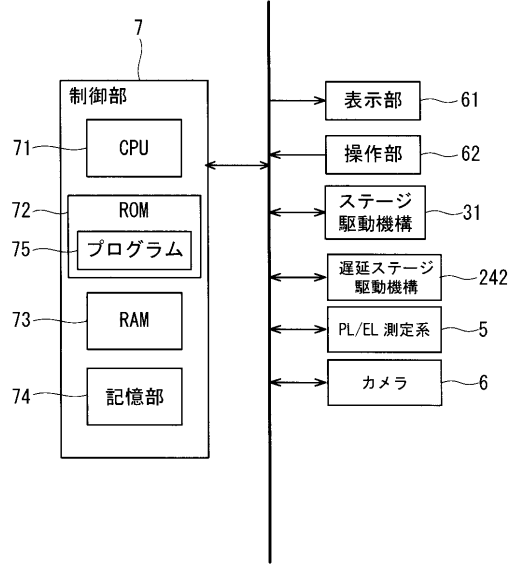 7
制御部
71
CPU
72
ROM
75
プログラム
73
RAM
74
記憶部
表示部
61
操作部
62
ステージ
駆動機構
31
遅延ステージ
駆動機構
242
PL/EL 測定系
5
カメラ
6